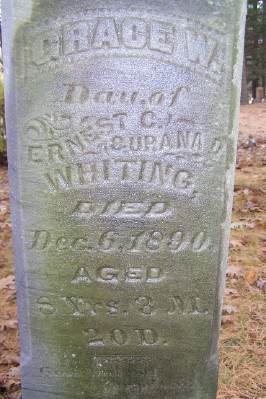 GRACE W.
Dau. of
ERNEST C. &
URANA D.
WHITING,
DIED
Dec. 6, 1890.
AGED
8 Yrs. 3 M.
20 D.